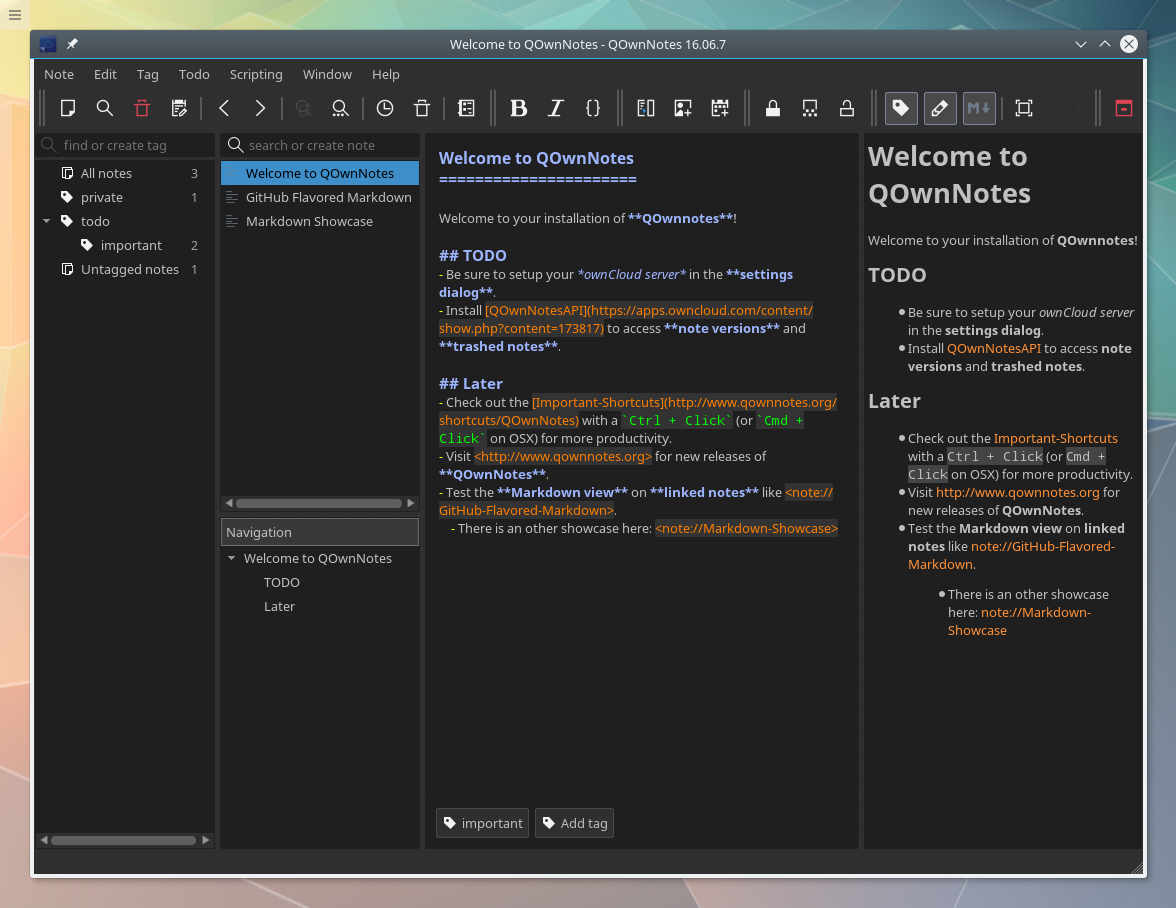 Welcome to QOwnNotes - QOwnNotes 16.06.7
Note Edit Tag Todo Scripting Window Help
B I {} M↓
find or create tag
All notes 3
private 1
todo
important 2
Untagged notes 1
search or create note
Welcome to QOwnNotes
GitHub Flavored Markdown
Markdown Showcase
Navigation
Welcome to QOwnNotes
TODO
Later
Welcome to QOwnNotes
======================
Welcome to your installation of **QOwnnotes**!
## TODO
- Be sure to setup your *ownCloud server* in the **settings
dialog**.
- Install [QOwnNotesAPI](https://apps.owncloud.com/content/
show.php?content=173817) to access **note versions** and
**trashed notes**.
## Later
- Check out the [Important-Shortcuts](http://www.qownnotes.org/
shortcuts/QOwnNotes) with a `Ctrl + Click` (or `Cmd +
Click` on OSX) for more productivity.
- Visit <http://www.qownnotes.org> for new releases of
**QOwnNotes**.
- Test the **Markdown view** on **linked notes** like <note://
GitHub-Flavored-Markdown>.
- There is an other showcase here: <note://Markdown-Showcase>
important Add tag
Welcome to
QOwnNotes
Welcome to your installation of QOwnnotes!
TODO
Be sure to setup your ownCloud server
in the settings dialog.
Install QOwnNotesAPI to access note
versions and trashed notes.
Later
Check out the Important-Shortcuts
with a Ctrl + Click (or Cmd +
Click on OSX) for more productivity.
Visit http://www.qownnotes.org for
new releases of QOwnNotes.
Test the Markdown view on linked
notes like note://GitHub-Flavored-
Markdown.
There is an other showcase
here: note://Markdown-
Showcase